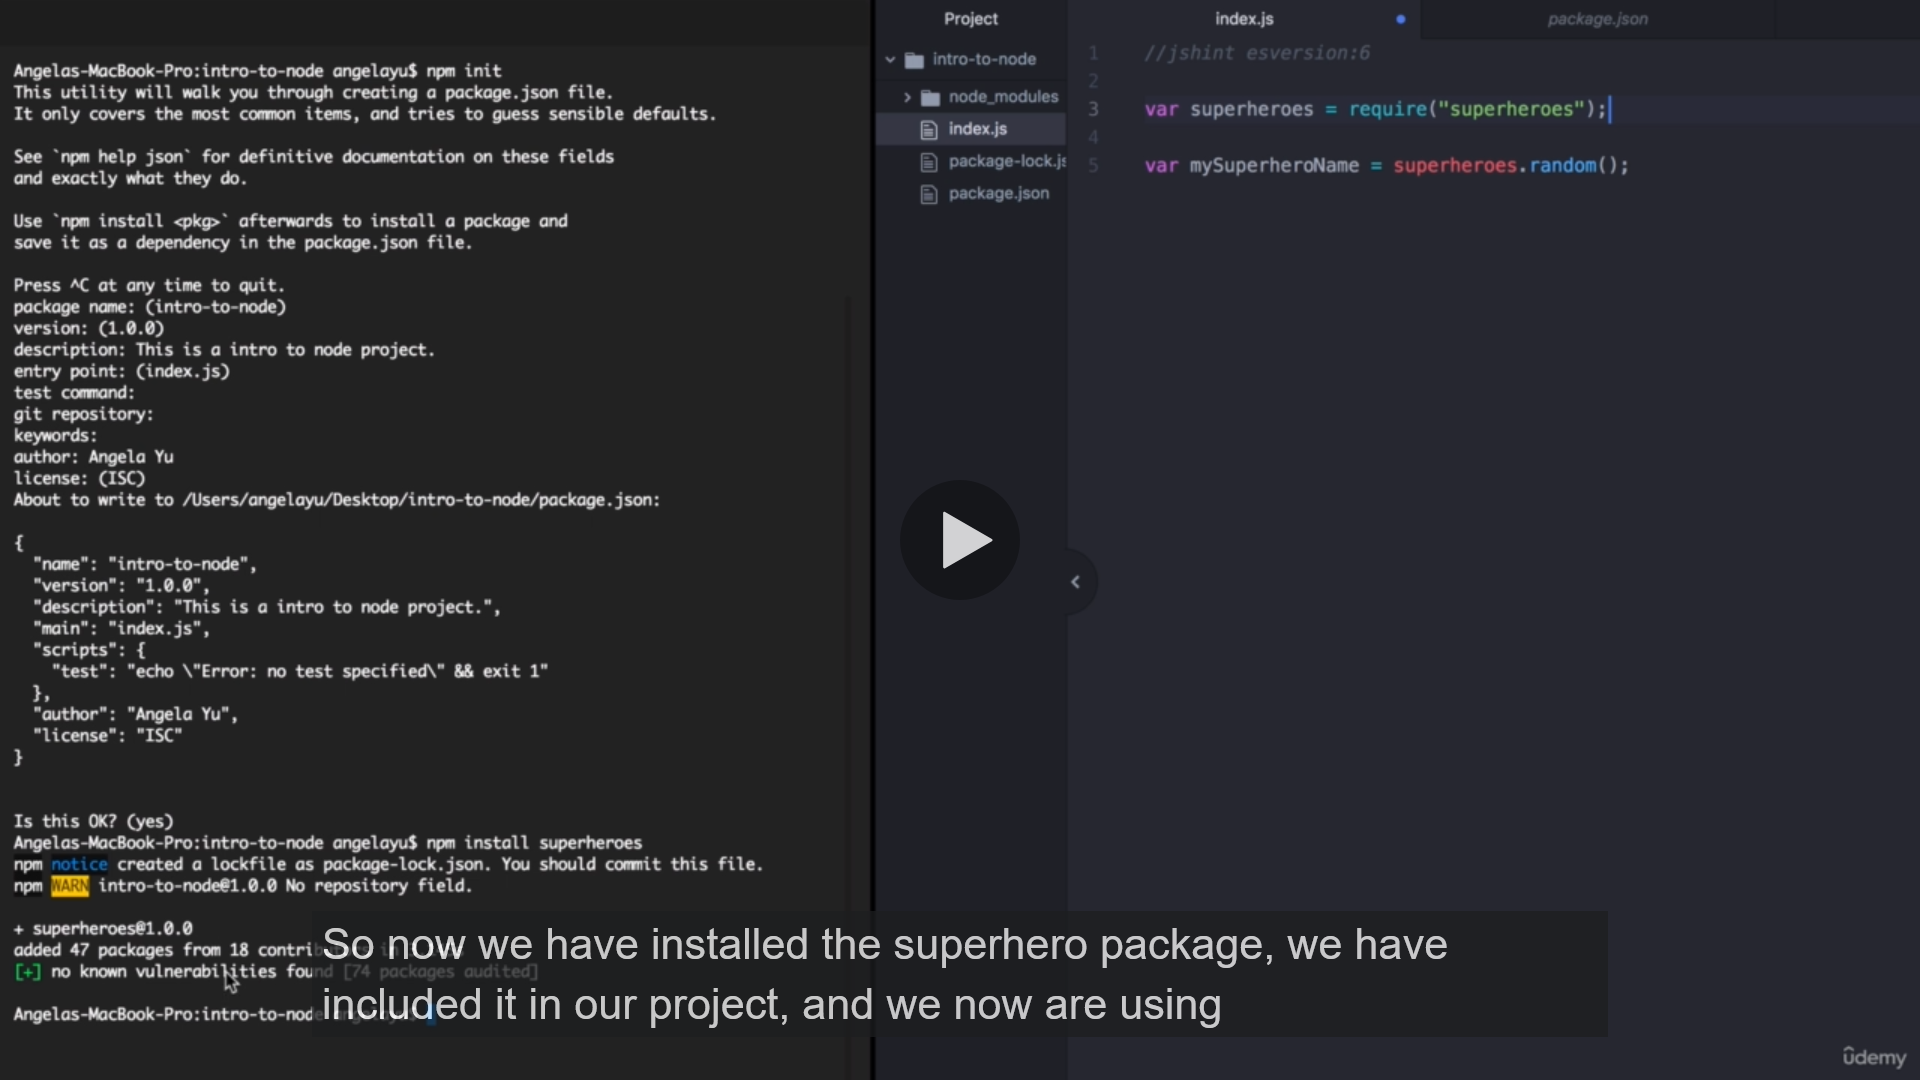 Angelas-MacBook-Pro:intro-to-node angelayu$ npm init
This utility will walk you through creating a package.json file.
It only covers the most common items, and tries to guess sensible defaults.
See `npm help json` for definitive documentation on these fields
and exactly what they do.
Use `npm install <pkg>` afterwards to install a package and
save it as a dependency in the package.json file.
Press ^C at any time to quit.
package name: (intro-to-node)
version: (1.0.0)
description: This is a intro to node project.
entry point: (index.js)
test command:
git repository:
keywords:
author: Angela Yu
license: (ISC)
About to write to /Users/angelayu/Desktop/intro-to-node/package.json:
{
"name": "intro-to-node",
"version": "1.0.0",
"description": "This is a intro to node project.",
"main": "index.js",
"scripts": {
"test": "echo \"Error: no test specified\" && exit 1"
},
"author": "Angela Yu",
"license": "ISC"
}
Is this OK? (yes)
Angelas-MacBook-Pro:intro-to-node angelayu$ npm install superheroes
npm notice created a lockfile as package-lock.json. You should commit this file.
npm WARN intro-to-node@1.0.0 No repository field.
+ superheroes@1.0.0
added 47 packages from 18
[+] no known vulnerabilities found [74 packages audited]
Angelas-MacBook-Pro:intro-to-node
Project
intro-to-node
node_modules
index.js
package-lock.js
package.json
index.js
package.json
1 //jshint esversion:6
2
3 var superheroes = require("superheroes");
4
5 var mySuperheroName = superheroes.random();
So now we have installed the superhero package, we have
included it in our project, and we now are using
ûdemy